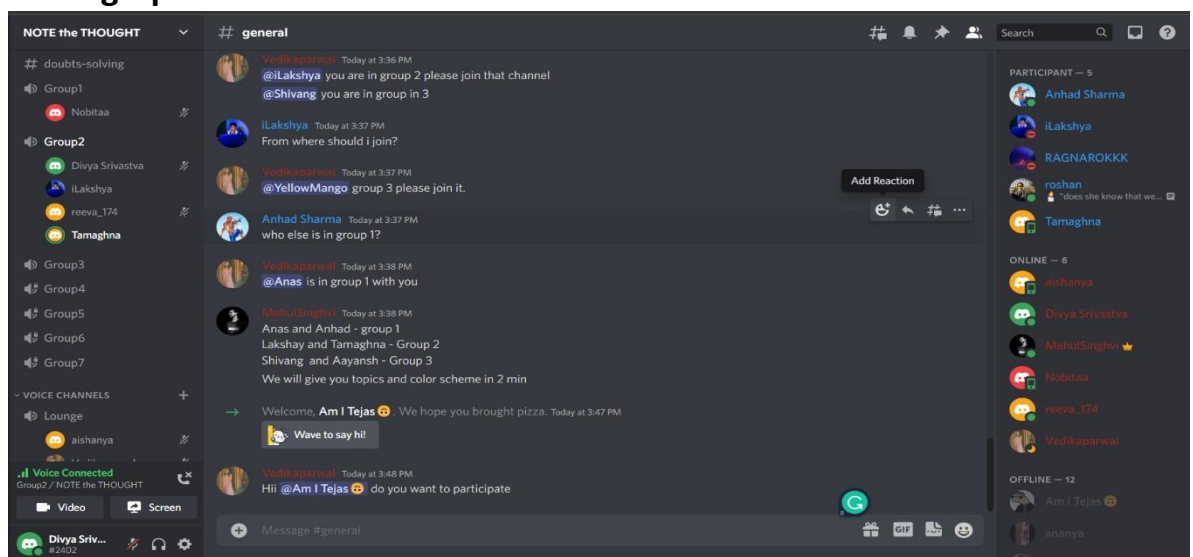 NOTE the THOUGHT
# doubts-solving
Group1
Nobitaa
Group2
Divya Srivastva
iLakshya
reeva_174
Tamaghna
Group3
Group4
Group5
Group6
Group7
VOICE CHANNELS
Lounge
aishanya
Voice Connected
Group2 / NOTE the THOUGHT
Video
Screen
Divya Sriv...
#2402
# general
Vedikaparwal Today at 3:36 PM
@iLakshya you are in group 2 please join that channel
@Shivang you are in group in 3
iLakshya Today at 3:37 PM
From where should i join?
Vedikaparwal Today at 3:37 PM
@YellowMango group 3 please join it.
Add Reaction
Anhad Sharma Today at 3:37 PM
who else is in group 1?
Vedikaparwal Today at 3:38 PM
@Anas is in group 1 with you
MehulSinghvi Today at 3:38 PM
Anas and Anhad - group 1
Lakshay and Tamaghna - Group 2
Shivang and Aayansh - Group 3
We will give you topics and color scheme in 2 min
Welcome, Am I Tejas🙃. We hope you brought pizza. Today at 3:47 PM
Wave to say hi!
Vedikaparwal Today at 3:48 PM
Hii @Am I Tejas🙃 do you want to participate
Message #general
GIF
Search
PARTICIPANT — 5
Anhad Sharma
iLakshya
RAGNAROKKK
roshan
"does she know that we...
Tamaghna
ONLINE — 6
aishanya
Divya Srivastva
MehulSinghvi
Nobitaa
reeva_174
Vedikaparwal
OFFLINE — 12
Am I Tejas🙃
ananya